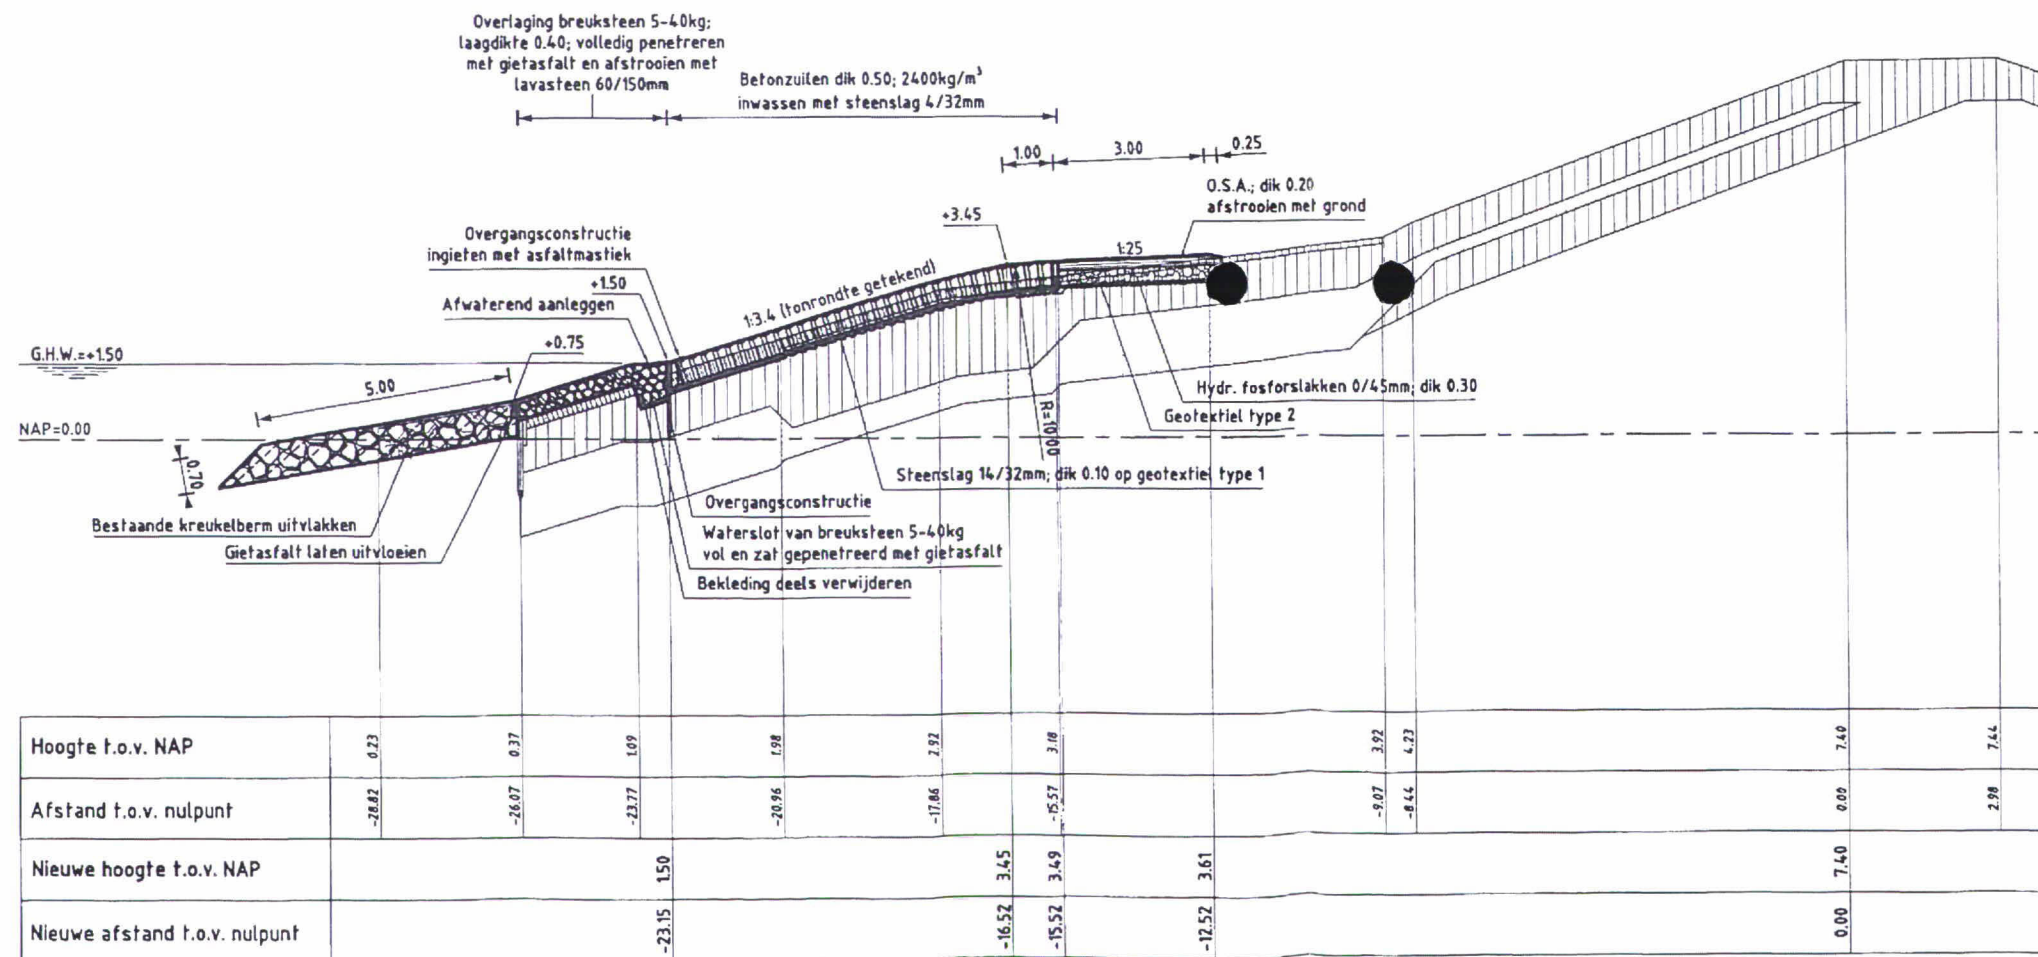 Overlaging breuksteen 5-40kg;
laagdikte 0.40; volledig penetreren
met gietasfalt en afstrooien met
lavasteen 60/150mm
Betonzuilen dik 0.50; 2400kg/m³
inwassen met steenslag 4/32mm
1.00
3.00
0.25
O.S.A.; dik 0.20
afstrooien met grond
+3.45
Overgangsconstructie
ingieten met asfaltmastiek
1:25
+1.50
1:3.4 (tonrondte getekend)
Afwaterend aanleggen
+0.75
G.H.W.=+1.50
5.00
Hydr. fosforslakken 0/45mm; dik 0.30
Geotextiel type 2
R=10.00
NAP=0.00
0.70
Steenslag 14/32mm; dik 0.10 op geotextiel type 1
Overgangsconstructie
Bestaande kreukelberm uitvlakken
Waterslot van breuksteen 5-40kg
vol en zat gepenetreerd met gietasfalt
Gietasfalt laten uitvloeien
Bekleding deels verwijderen
Hoogte t.o.v. NAP 0.23 0.37 1.09 1.98 2.92 3.18 3.92 4.23 7.40 7.44
Afstand t.o.v. nulpunt -28.82 -26.07 -23.77 -20.96 -17.86 -15.57 -9.07 -8.44 0.00 2.98
Nieuwe hoogte t.o.v. NAP 1.50 3.45 3.49 3.61 7.40
Nieuwe afstand t.o.v. nulpunt -23.15 -16.52 -15.52 -12.52 0.00